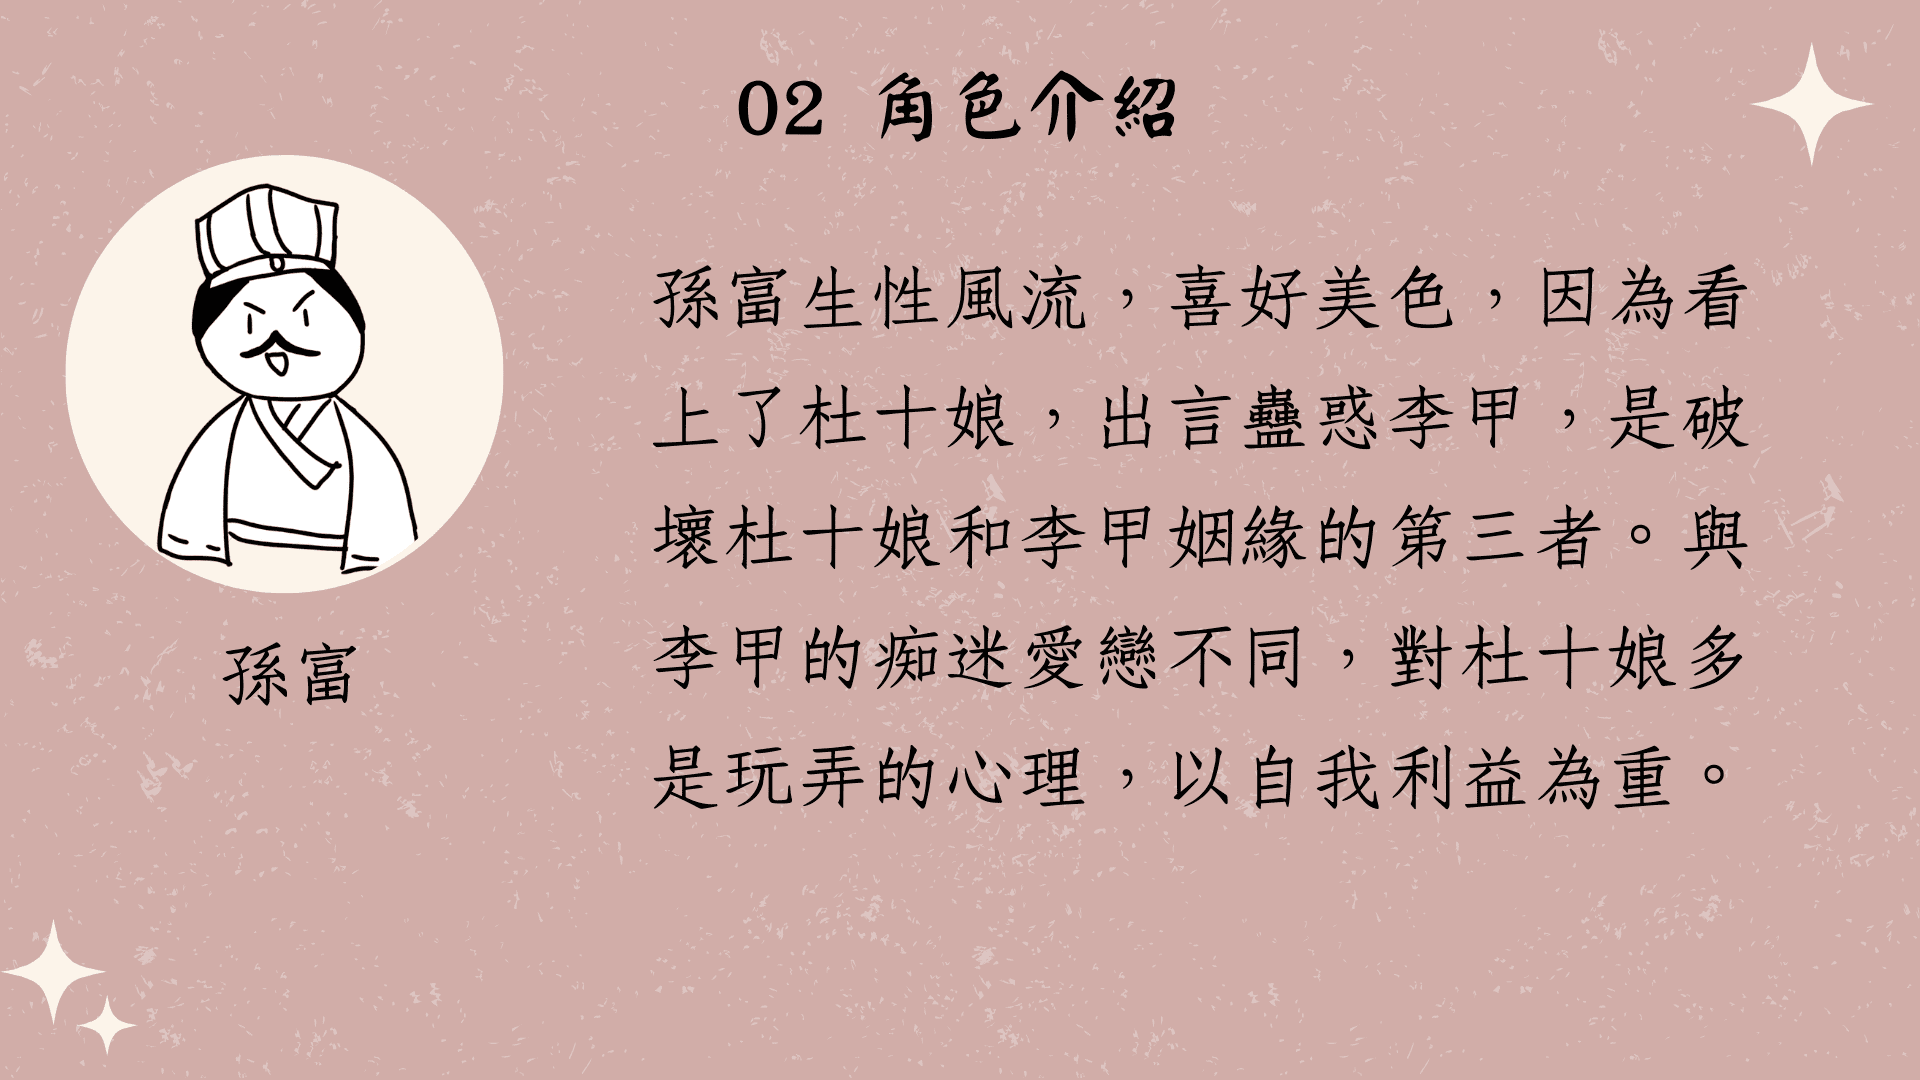 02 角色介紹
孫富生性風流，喜好美色，因為看
上了杜十娘，出言蠱惑李甲，是破
壞杜十娘和李甲姻緣的第三者。與
李甲的痴迷愛戀不同，對杜十娘多
是玩弄的心理，以自我利益為重。
孫富